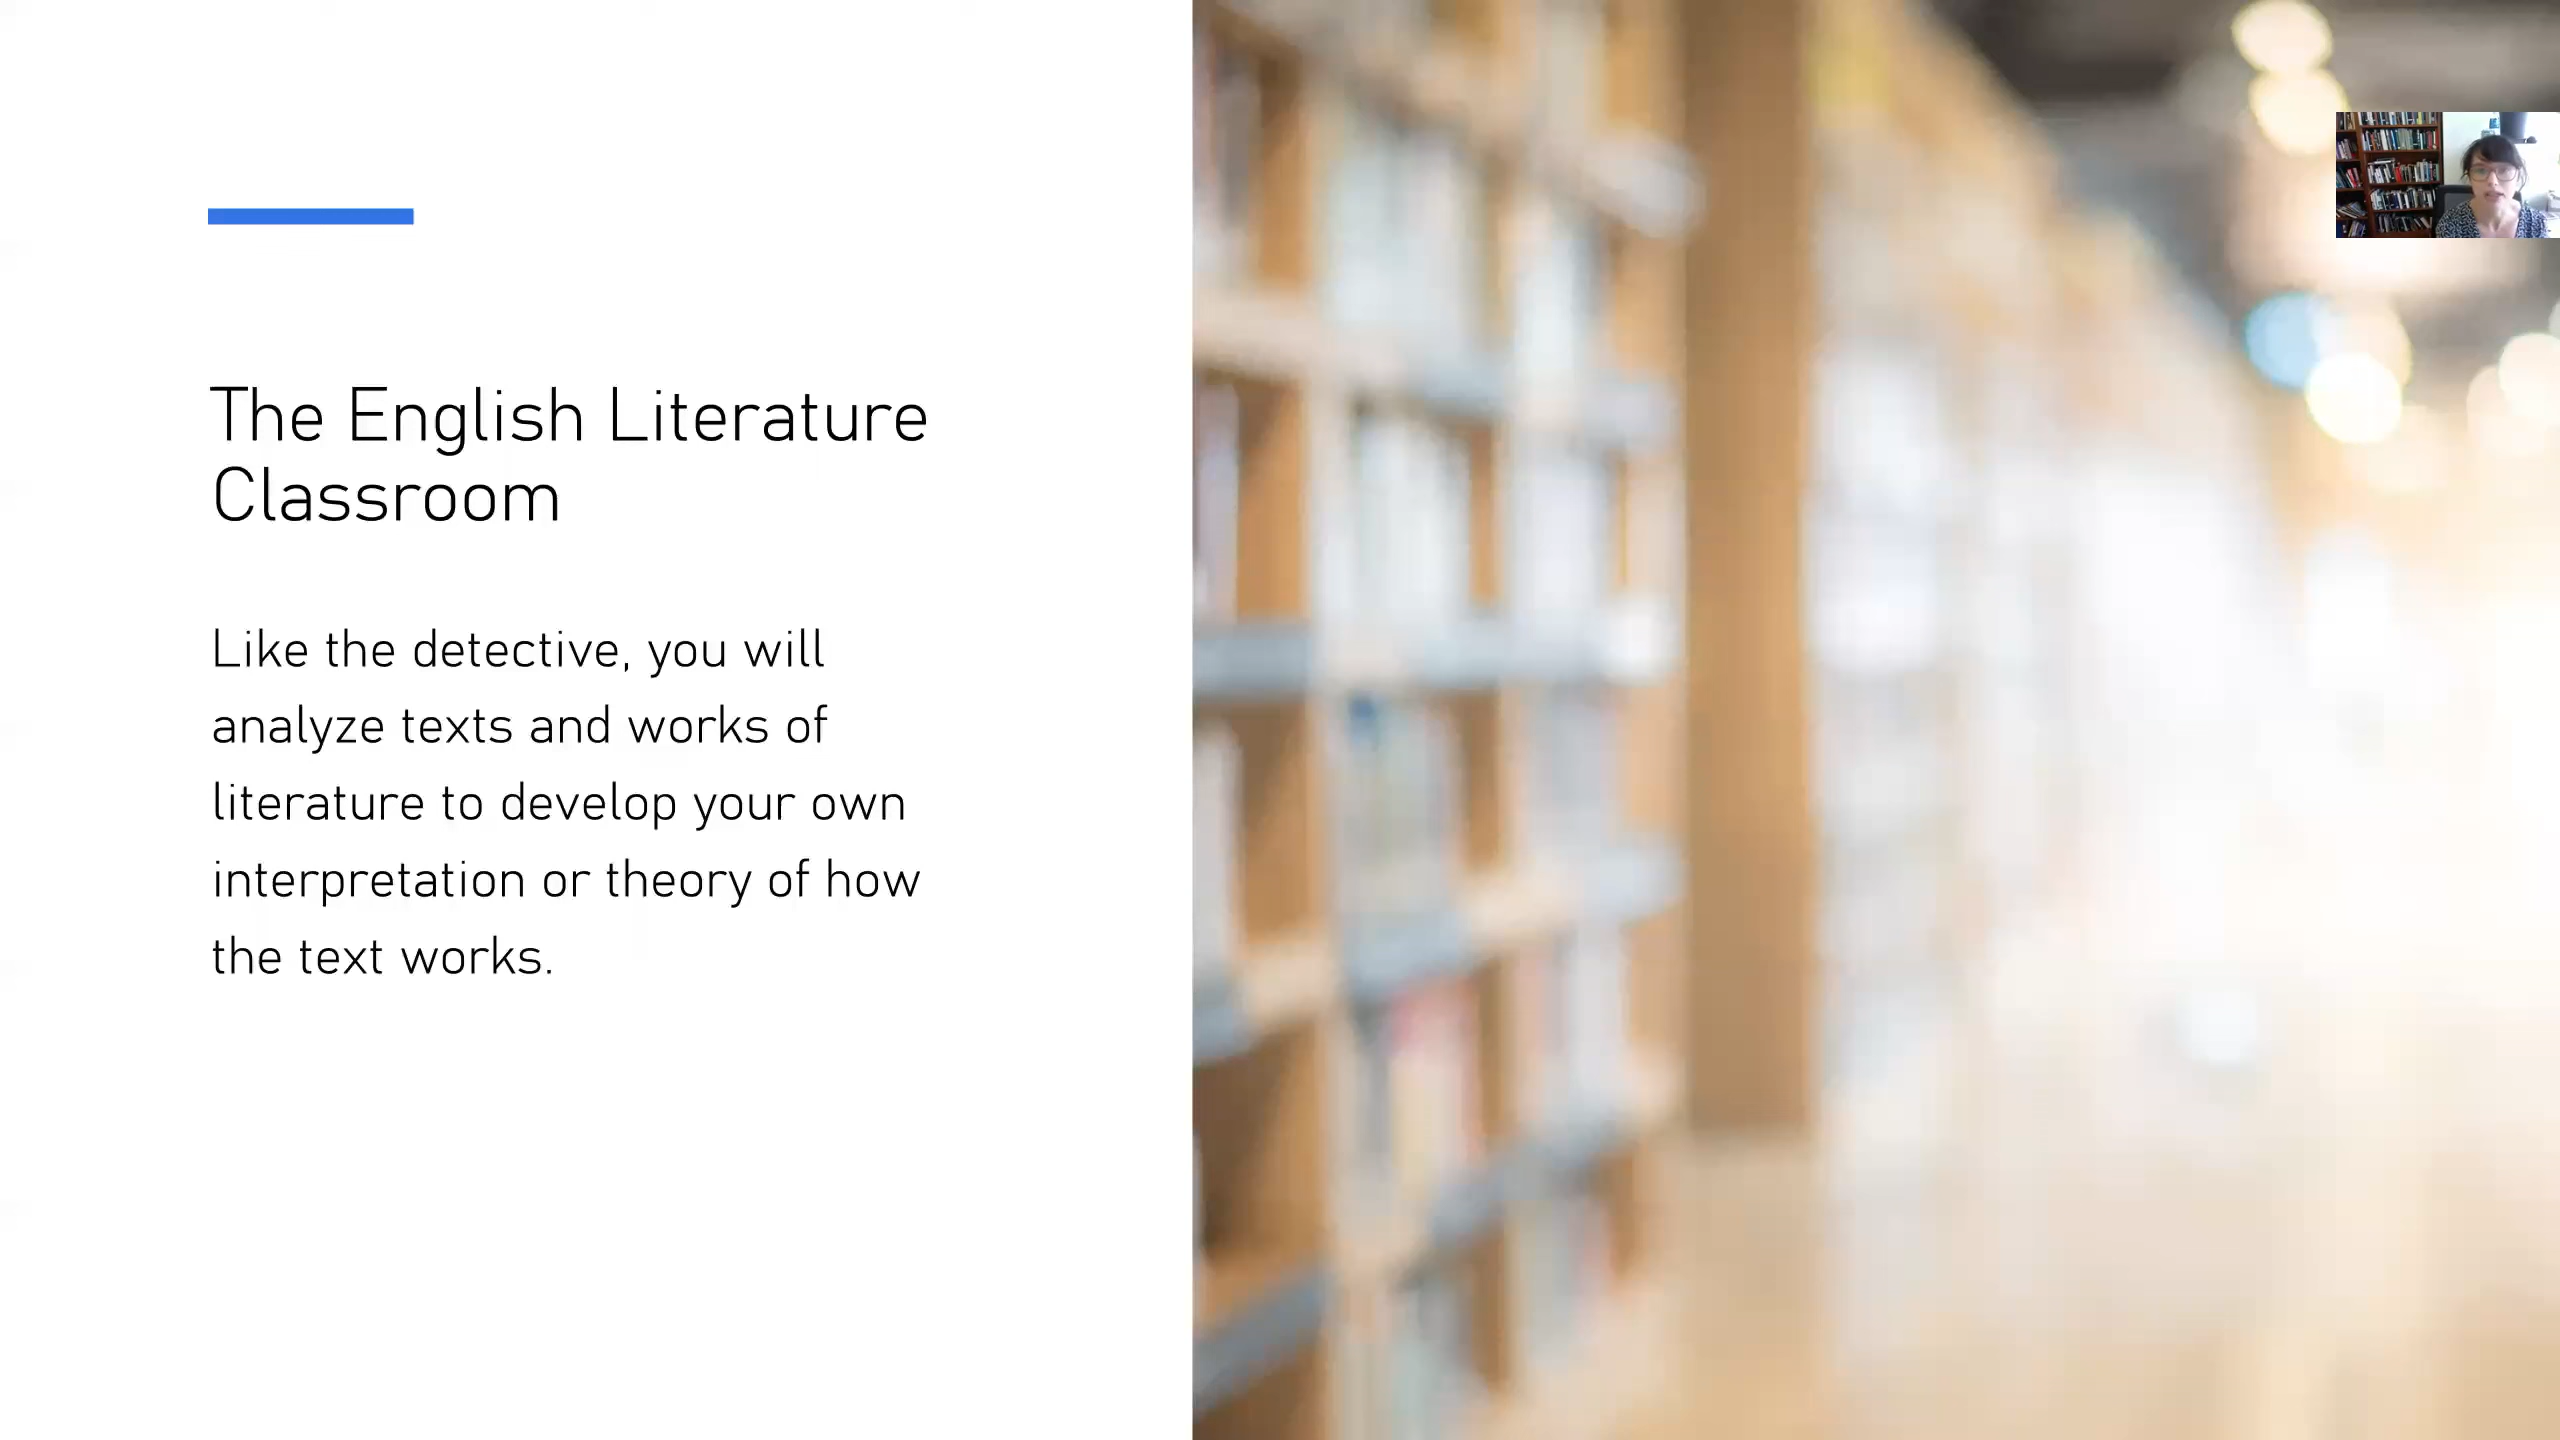 The English Literature
Classroom
Like the detective, you will
analyze texts and works of
literature to develop your own
interpretation or theory of how
the text works.